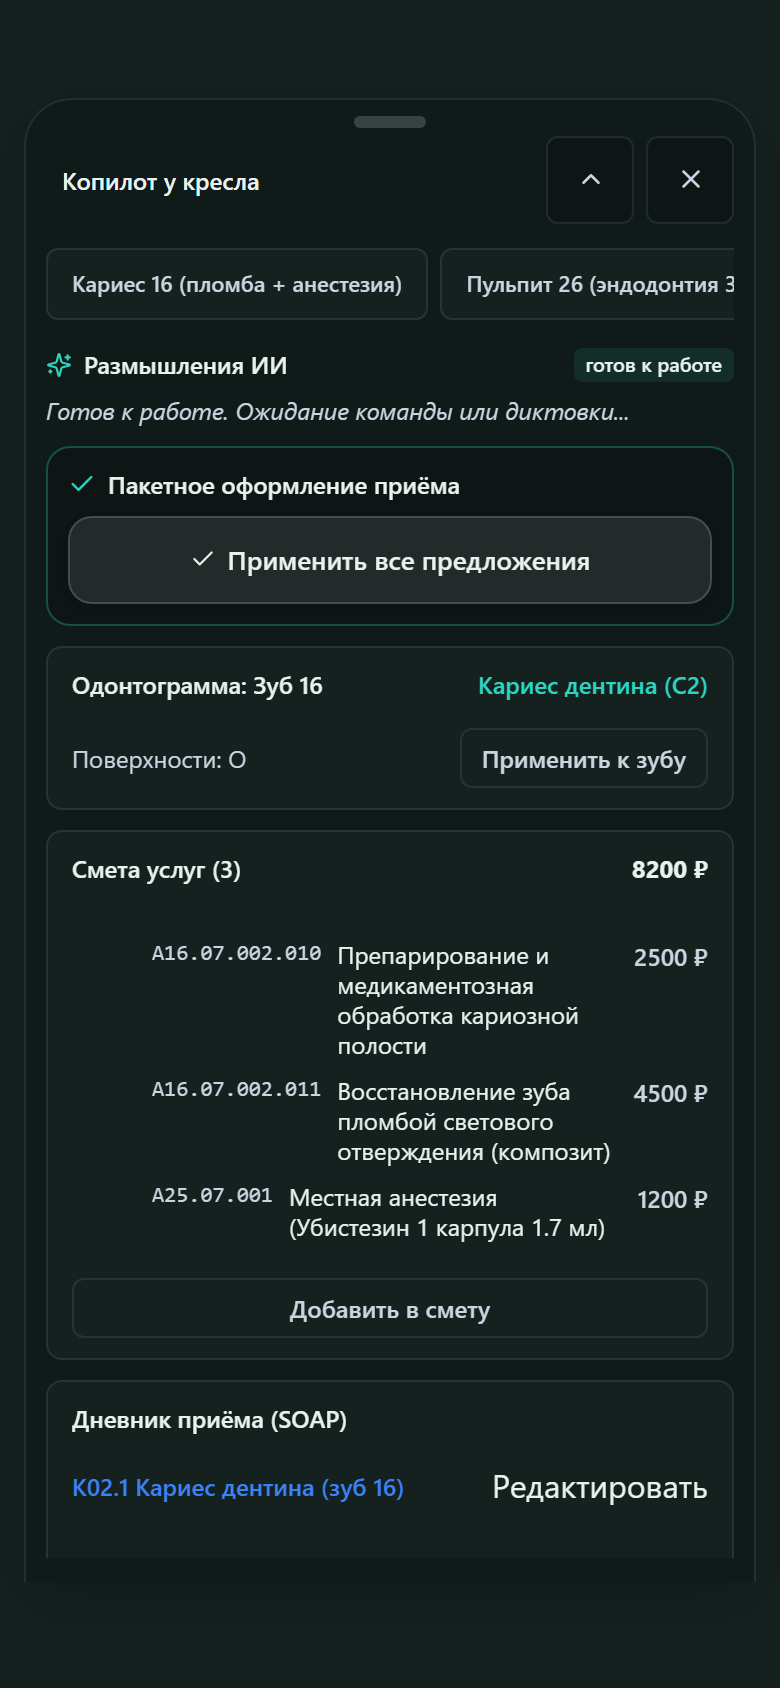 Копилот у кресла
Кариес 16 (пломба + анестезия)
Пульпит 26 (эндодонтия
Размышления ИИ
готов к работе
Готов к работе. Ожидание команды или диктовки...
Пакетное оформление приёма
Применить все предложения
Одонтограмма: Зуб 16
Кариес дентина (C2)
Поверхности: O
Применить к зубу
Смета услуг (3)
8200 ₽
A16.07.002.010 Препарирование и 2500 ₽
медикаментозная
обработка кариозной
полости
A16.07.002.011 Восстановление зуба 4500 ₽
пломбой светового
отверждения (композит)
A25.07.001 Местная анестезия 1200 ₽
(Убистезин 1 карпула 1.7 мл)
Добавить в смету
Дневник приёма (SOAP)
K02.1 Кариес дентина (зуб 16)
Редактировать